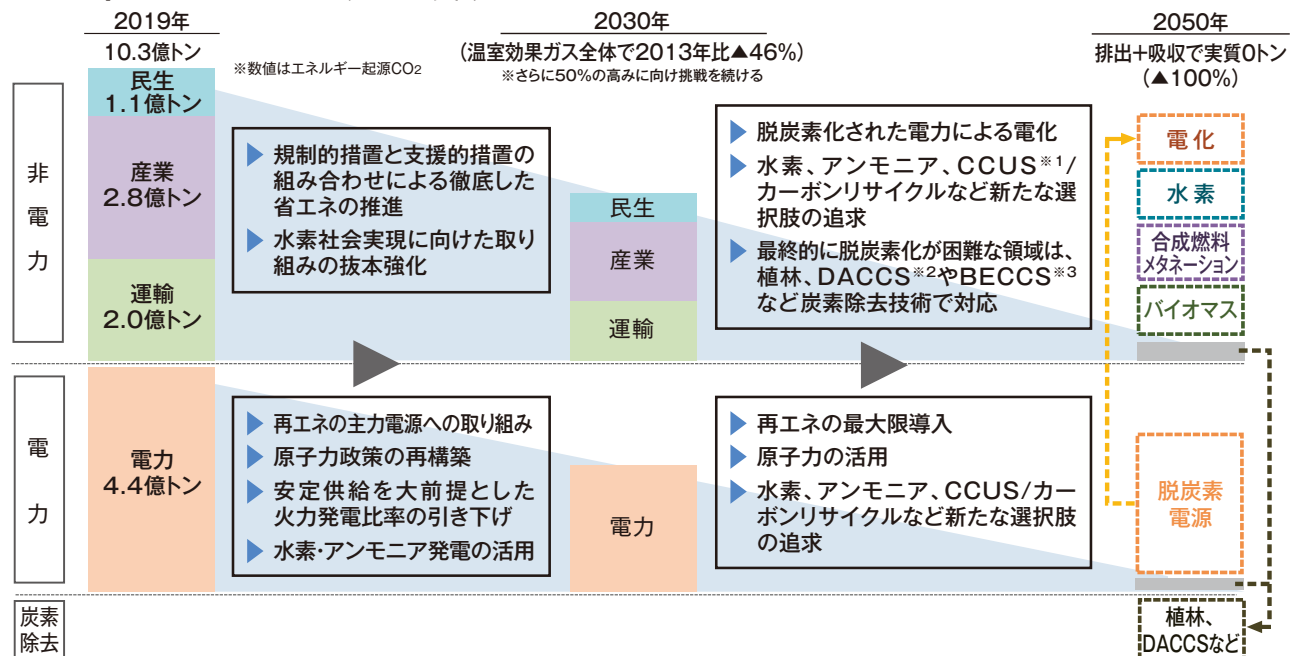 2019年
10.3億トン
※数値はエネルギー起源CO₂
2030年
(温室効果ガス全体で2013年比▲46%)
※さらに50%の高みに向け挑戦を続ける
2050年
排出+吸収で実質0トン
(▲100%)
非電力
民生
1.1億トン
産業
2.8億トン
運輸
2.0億トン
▶ 規制的措置と支援的措置の
組み合わせによる徹底した
省エネの推進
▶ 水素社会実現に向けた取り
組みの抜本強化
民生
産業
運輸
▶ 脱炭素化された電力による電化
▶ 水素、アンモニア、CCUS※1/
カーボンリサイクルなど新たな選
択肢の追求
▶ 最終的に脱炭素化が困難な領域は、
植林、DACCS※2やBECCS※3
など炭素除去技術で対応
電化
水素
合成燃料
メタネーション
バイオマス
電力
電力
4.4億トン
▶ 再エネの主力電源への取り組み
▶ 原子力政策の再構築
▶ 安定供給を大前提とした
火力発電比率の引き下げ
▶ 水素・アンモニア発電の活用
電力
▶ 再エネの最大限導入
▶ 原子力の活用
▶ 水素、アンモニア、CCUS/カー
ボンリサイクルなど新たな選択肢
の追求
脱炭素
電源
炭素
除去
植林、
DACCSなど